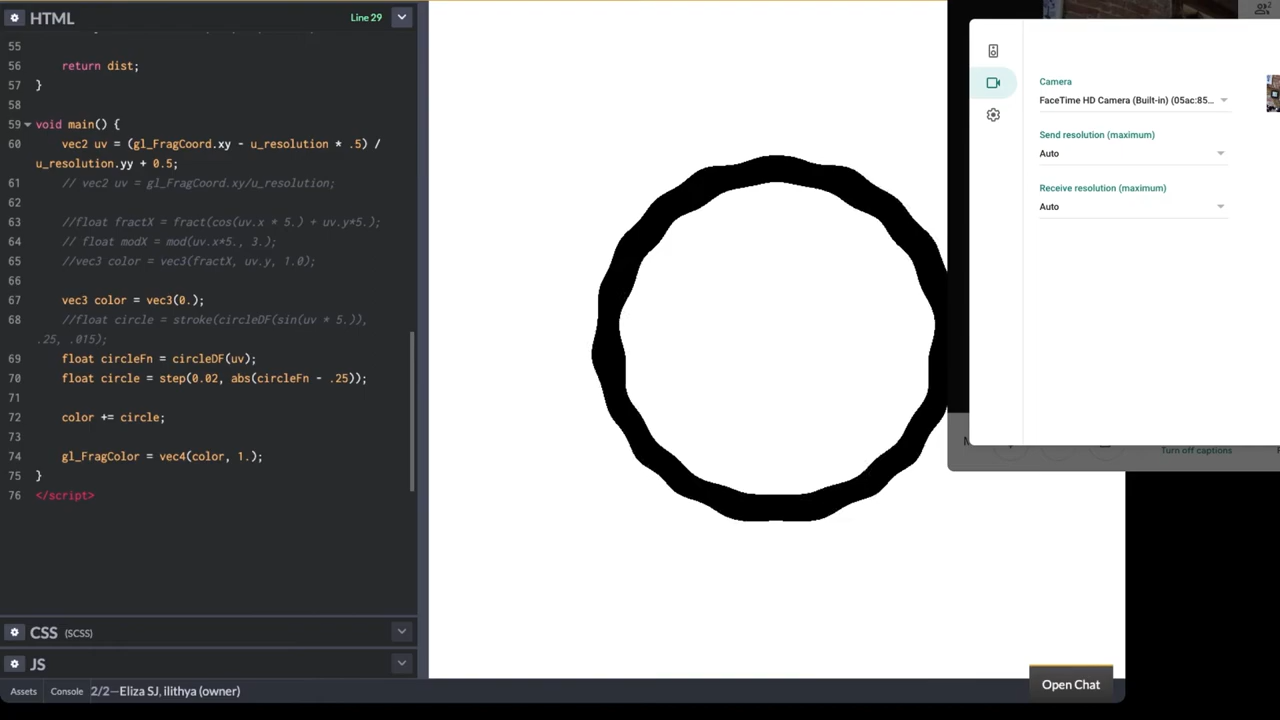 HTML
Line 29
55
56 return dist;
57 }
58
59 void main() {
60 vec2 uv = (gl_FragCoord.xy - u_resolution * .5) /
u_resolution.yy + 0.5;
61 // vec2 uv = gl_FragCoord.xy/u_resolution;
62
63 //float fractX = fract(cos(uv.x * 5.) + uv.y*5.);
64 // float modX = mod(uv.x*5., 3.);
65 //vec3 color = vec3(fractX, uv.y, 1.0);
66
67 vec3 color = vec3(0.);
68 //float circle = stroke(circleDF(sin(uv * 5.)),
.25, .015);
69 float circleFn = circleDF(uv);
70 float circle = step(0.02, abs(circleFn - .25));
71
72 color += circle;
73
74 gl_FragColor = vec4(color, 1.);
75 }
76 </script>
CSS (SCSS)
JS
Assets Console 2/2—Eliza SJ, ilithya (owner)
Open Chat
2
Camera
FaceTime HD Camera (Built-in) (05ac:85...
Send resolution (maximum)
Auto
Receive resolution (maximum)
Auto
Turn off captions